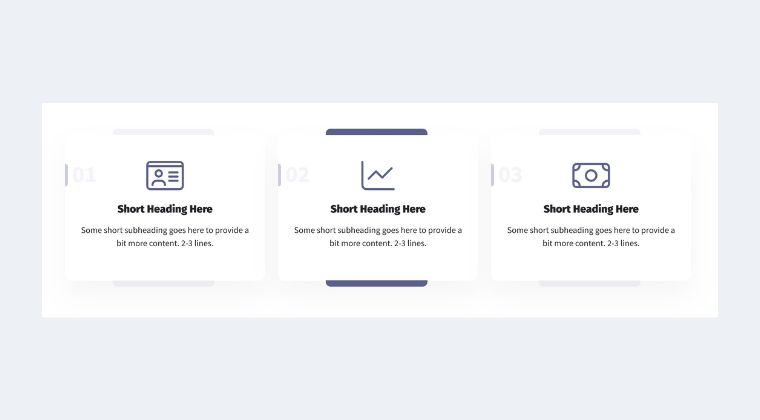 01
Short Heading Here
Some short subheading goes here to provide a
bit more content. 2-3 lines.
02
Short Heading Here
Some short subheading goes here to provide a
bit more content. 2-3 lines.
03
Short Heading Here
Some short subheading goes here to provide a
bit more content. 2-3 lines.